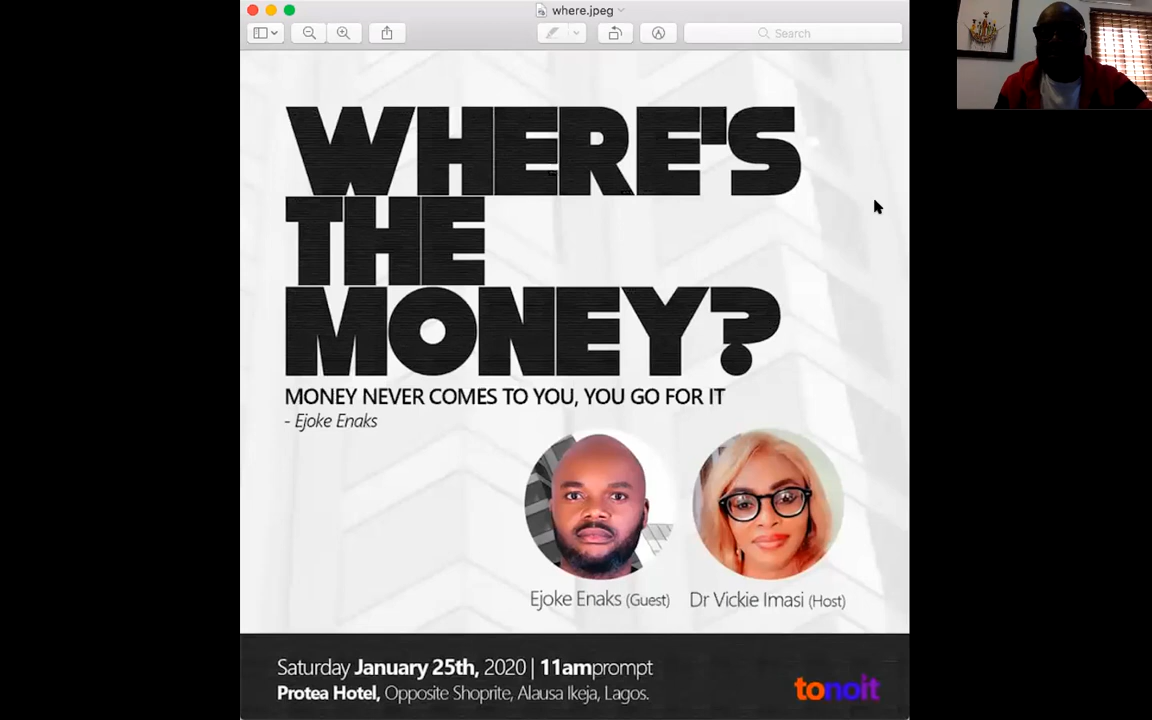 where.jpeg
Search
WHERE'S
THE
MONEY?
MONEY NEVER COMES TO YOU, YOU GO FOR IT
- Ejoke Enaks
Ejoke Enaks (Guest) Dr Vickie Imasi (Host)
Saturday January 25th, 2020 | 11amprompt
Protea Hotel, Opposite Shoprite, Alausa Ikeja, Lagos.
tonoit